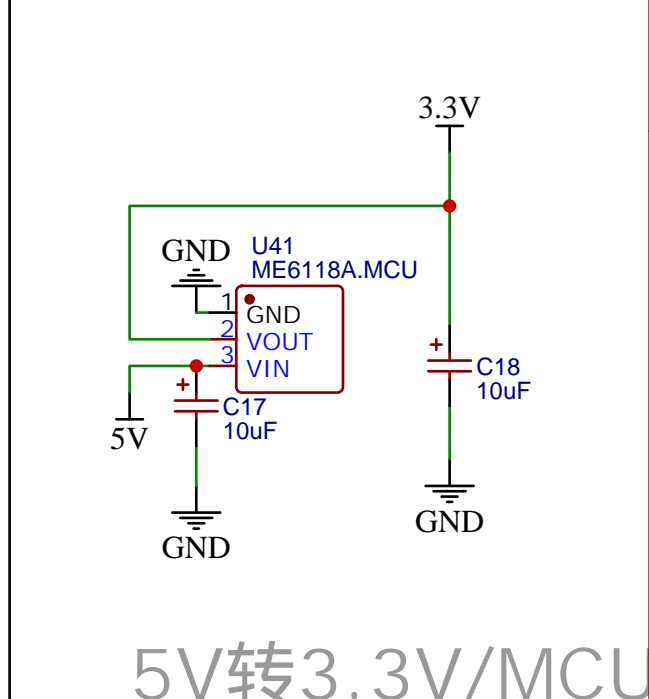 3.3V
GND
U41
ME6118A.MCU
1
GND
2
VOUT
3
VIN
+
C17
10uF
5V
GND
+
C18
10uF
GND
5V转3.3V/MCU